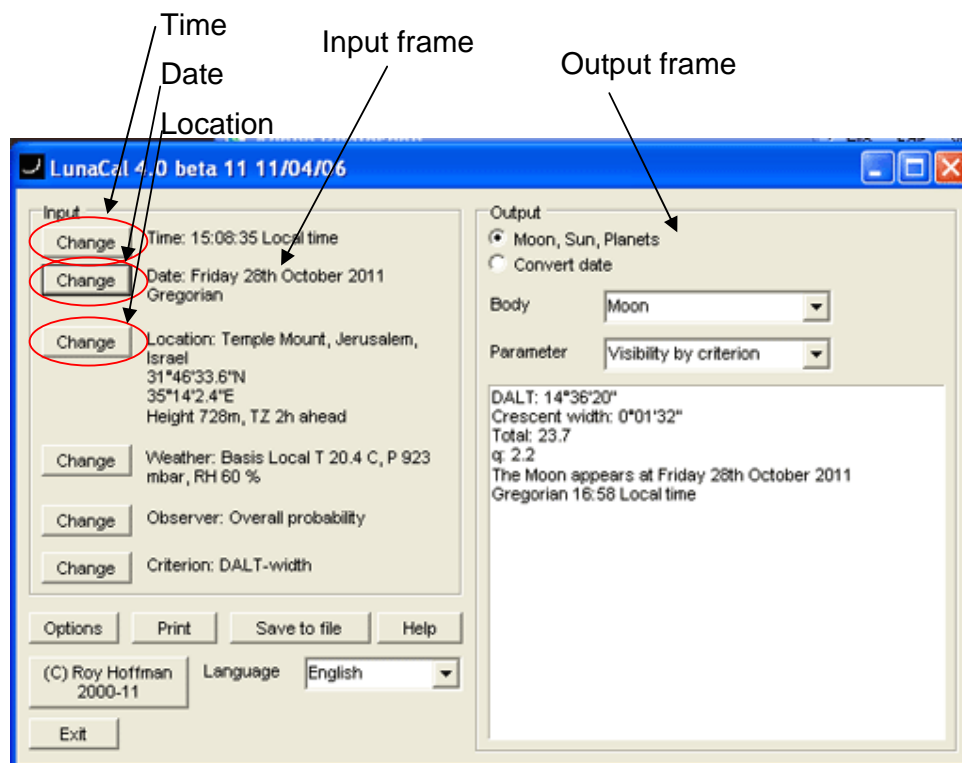 Time
Input frame
Date
Output frame
Location
LunaCal 4.0 beta 11 11/04/06
Input
Change
Time: 15:08:35 Local time
Change
Date: Friday 28th October 2011
Gregorian
Change
Location: Temple Mount, Jerusalem,
Israel
31°46'33.6"N
35°14'2.4"E
Height 728m, TZ 2h ahead
Change
Weather: Basis Local T 20.4 C, P 923
mbar, RH 60 %
Change
Observer: Overall probability
Change
Criterion: DALT-width
Options
Print
Save to file
Help
(C) Roy Hoffman
2000-11
Language
English
Exit
Output
Moon, Sun, Planets
Convert date
Body
Moon
Parameter
Visibility by criterion
DALT: 14°36'20"
Crescent width: 0°01'32"
Total: 23.7
q: 2.2
The Moon appears at Friday 28th October 2011
Gregorian 16:58 Local time